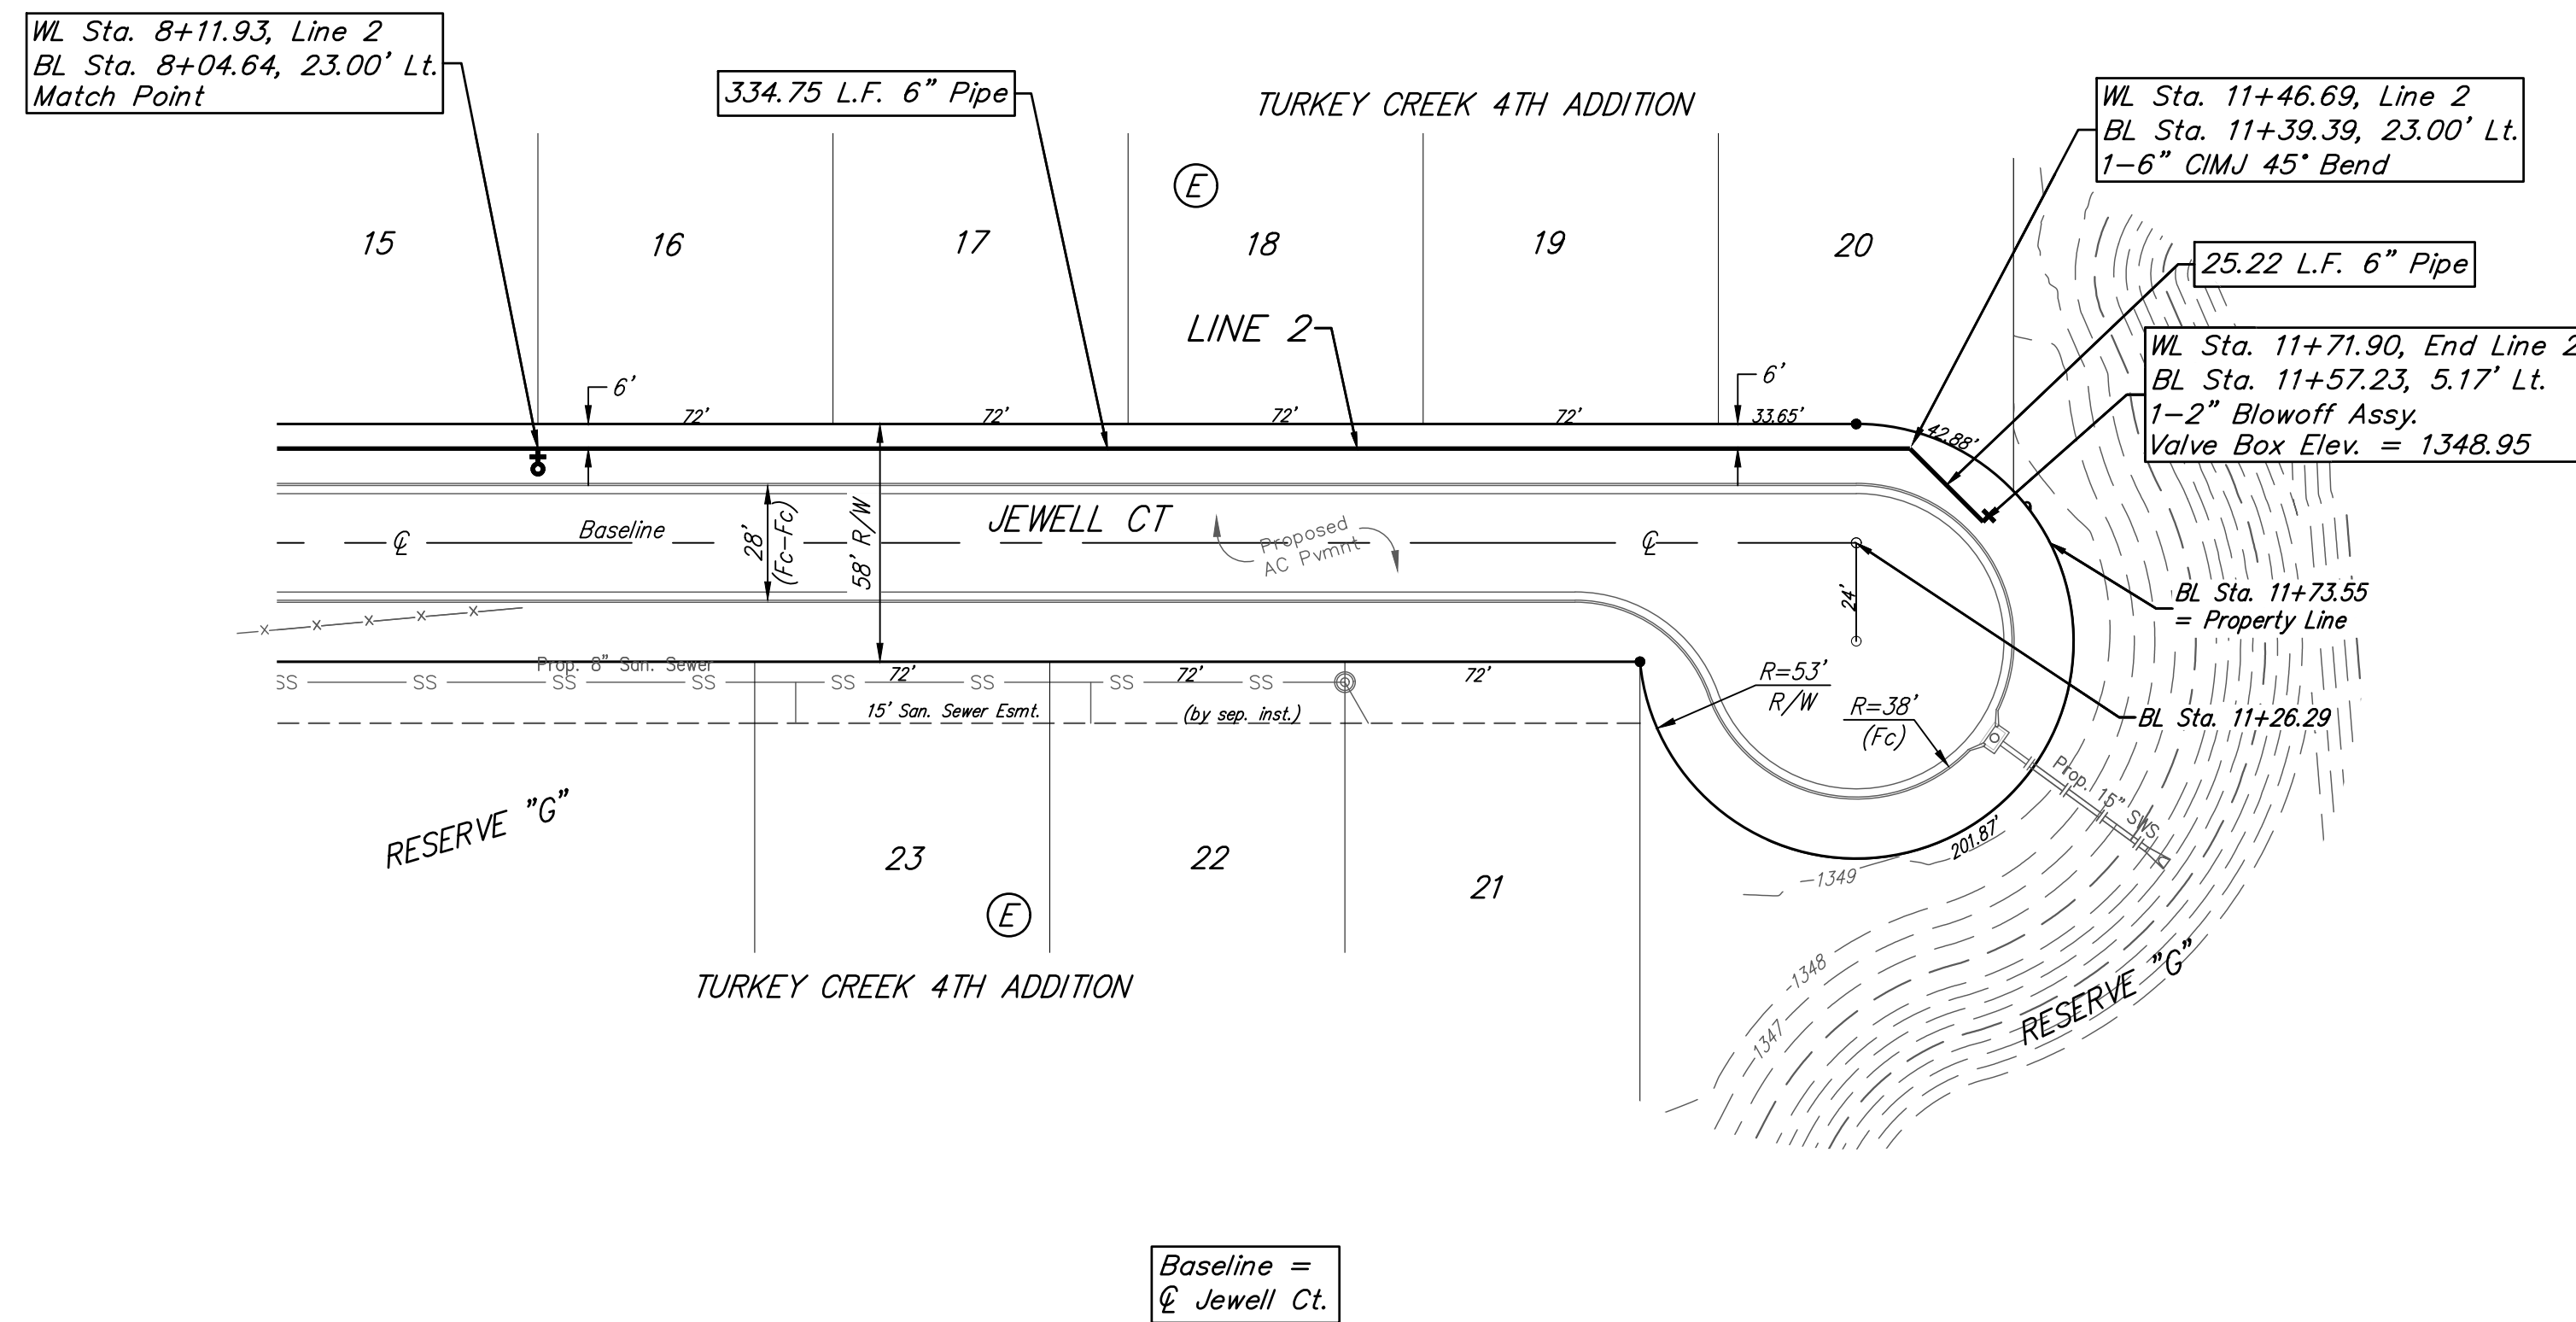 WL Sta. 8+11.93, Line 2
BL Sta. 8+04.64, 23.00' Lt.
Match Point
334.75 L.F. 6" Pipe
TURKEY CREEK 4TH ADDITION
WL Sta. 11+46.69, Line 2
BL Sta. 11+39.39, 23.00' Lt.
1-6" CIMJ 45° Bend
E
15
16
17
18
19
20
25.22 L.F. 6" Pipe
LINE 2
WL Sta. 11+71.90, End Line 2
BL Sta. 11+57.23, 5.17' Lt.
1-2" Blowoff Assy.
Valve Box Elev. = 1348.95
6'
6'
72'
72'
72'
72'
33.65'
42.88'
℄
Baseline
28'
(Fc-Fc)
58' R/W
JEWELL CT
Proposed
AC Pvmnt
℄
24'
BL Sta. 11+73.55
= Property Line
x x x x x
Prop. 8" San. Sewer
SS SS SS SS SS SS SS SS
72'
72'
72'
15' San. Sewer Esmt.
(by sep. inst.)
R=53'
R/W
R=38'
(Fc)
BL Sta. 11+26.29
Prop. 15" SWS
201.87'
RESERVE "G"
23
22
21
1349
E
TURKEY CREEK 4TH ADDITION
1348
1347
RESERVE "G"
Baseline =
℄ Jewell Ct.